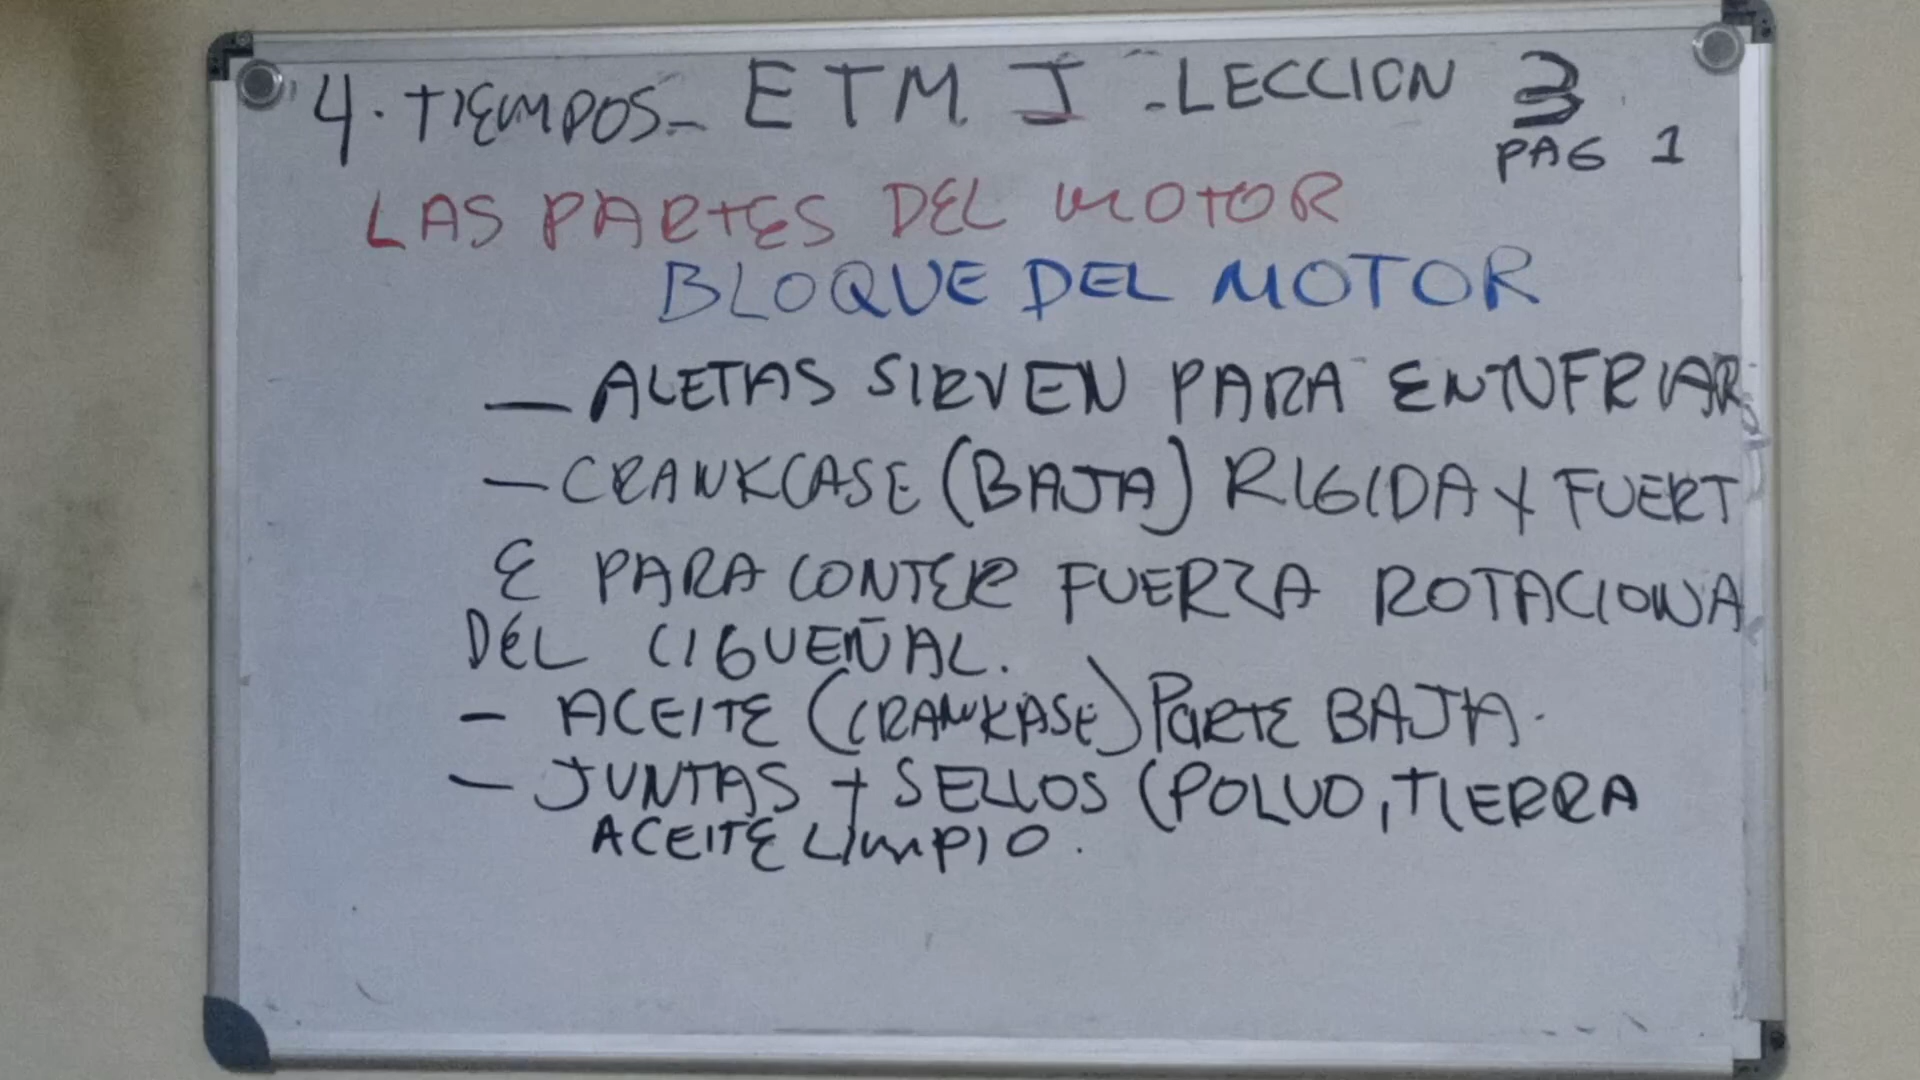 4. TIEMPOS - ETM. I - LECCION 3
PAG 1
LAS PARTES DEL MOTOR
BLOQUE DEL MOTOR
— ALETAS SIRVEN PARA ENTNFRIAR
— CRANKCASE (BAJA) RIGIDA Y FUERT
E PARA CONTER FUERZA ROTACIONA
DEL CIGUEÑAL.
- ACEITE (CRANKASE) PARTE BAJA.
— JUNTAS + SELLOS (POLVO, TIERRA
ACEITE LIMPIO.